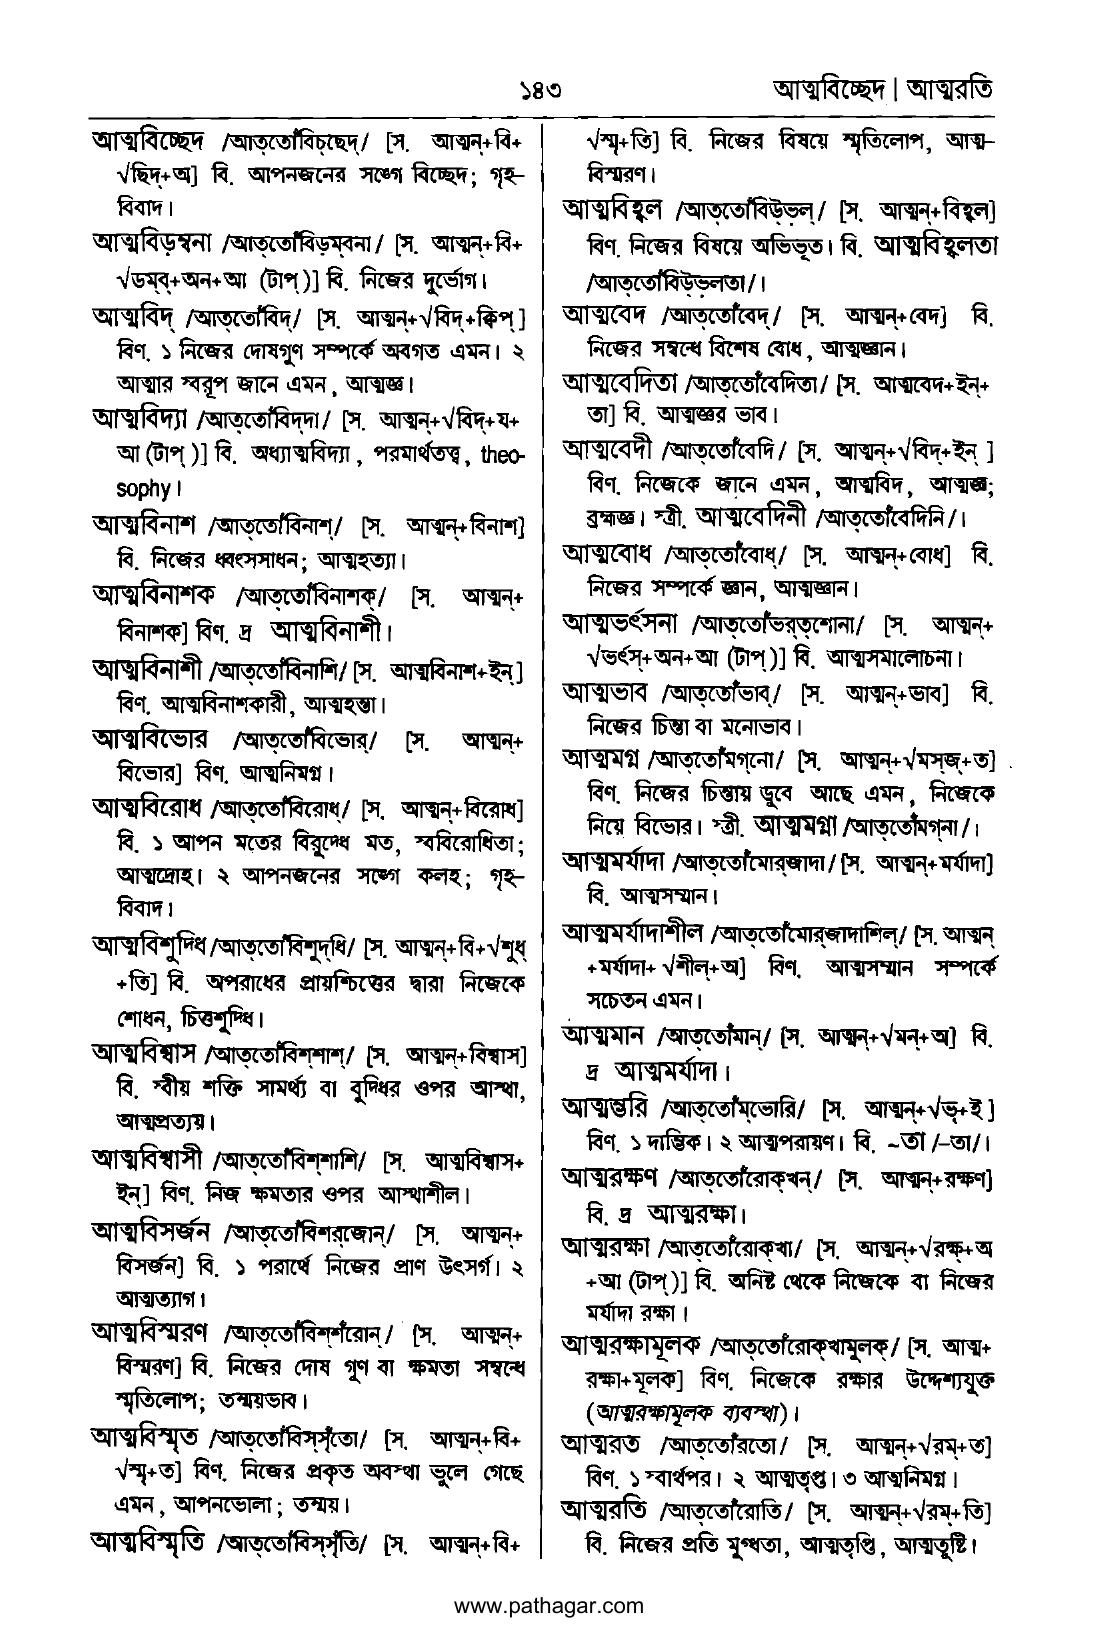 ১৪৩
আত্মবিচ্ছেদ | আত্মরতি
আত্মবিচ্ছেদ /আত্‌তোঁবিচ্‌ছেদ্/ [স. আত্মন্+বি+
√ছিদ্+অ] বি. আপনজনের সঙ্গে বিচ্ছেদ; গৃহ-
বিবাদ।
আত্মবিড়ম্বনা /আত্‌তোঁবিড়ম্‌বনা/ [স. আত্মন্+বি+
√ডম্ব্+অন+আ (টাপ্)] বি. নিজের দুর্ভোগ।
আত্মবিদ্ /আত্‌তোঁবিদ্/ [স. আত্মন্+√বিদ্+ক্বিপ্]
বিণ. ১ নিজের দোষগুণ সম্পর্কে অবগত এমন। ২
আত্মার স্বরূপ জানে এমন, আত্মজ্ঞ।
আত্মবিদ্যা /আত্‌তোঁবিদ্‌দা/ [স. আত্মন্+√বিদ্+য+
আ (টাপ্)] বি. অধ্যাত্মবিদ্যা, পরমার্থতত্ত্ব, theo-
sophy।
আত্মবিনাশ /আত্‌তোঁবিনাশ্/ [স. আত্মন্+বিনাশ]
বি. নিজের ধ্বংসসাধন; আত্মহত্যা।
আত্মবিনাশক /আত্‌তোঁবিনাশক্/ [স. আত্মন্+
বিনাশক] বিণ. দ্র আত্মবিনাশী।
আত্মবিনাশী /আত্‌তোঁবিনাশি/ [স. আত্মবিনাশ+ইন্]
বিণ. আত্মবিনাশকারী, আত্মহন্তা।
আত্মবিভোর /আত্‌তোঁবিভোর্/ [স. আত্মন্+
বিভোর] বিণ. আত্মনিমগ্ন।
আত্মবিরোধ /আত্‌তোঁবিরোধ্/ [স. আত্মন্+বিরোধ]
বি. ১ আপন মতের বিরুদ্ধে মত, স্ববিরোধিতা;
আত্মদ্রোহ। ২ আপনজনের সঙ্গে কলহ; গৃহ-
বিবাদ।
আত্মবিশুদ্ধি /আত্‌তোঁবিশুদ্‌ধি/ [স. আত্মন্+বি+√শুধ্
+তি] বি. অপরাধের প্রায়শ্চিত্তের দ্বারা নিজেকে
শোধন, চিত্তশুদ্ধি।
আত্মবিশ্বাস /আত্‌তোঁবিশ্‌শাশ্/ [স. আত্মন্+বিশ্বাস]
বি. স্বীয় শক্তি সামর্থ্য বা বুদ্ধির ওপর আস্থা,
আত্মপ্রত্যয়।
আত্মবিশ্বাসী /আত্‌তোঁবিশ্‌শাশি/ [স. আত্মবিশ্বাস+
ইন্] বিণ. নিজ ক্ষমতার ওপর আস্থাশীল।
আত্মবিসর্জন /আত্‌তোঁবিশর্‌জোন্/ [স. আত্মন্+
বিসর্জন] বি. ১ পরার্থে নিজের প্রাণ উৎসর্গ। ২
আত্মত্যাগ।
আত্মবিস্মরণ /আত্‌তোঁবিশ্‌শঁরোন্/ [স. আত্মন্+
বিস্মরণ] বি. নিজের দোষ গুণ বা ক্ষমতা সম্বন্ধে
স্মৃতিলোপ; তন্ময়ভাব।
আত্মবিস্মৃত /আত্‌তোঁবিস্‌সৃঁতো/ [স. আত্মন্+বি+
√স্মৃ+ত] বিণ. নিজের প্রকৃত অবস্থা ভুলে গেছে
এমন, আপনভোলা; তন্ময়।
আত্মবিস্মৃতি /আত্‌তোঁবিস্‌সৃঁতি/ [স. আত্মন্+বি+
√স্মৃ+তি] বি. নিজের বিষয়ে স্মৃতিলোপ, আত্ম-
বিস্মরণ।
আত্মবিহ্বল /আত্‌তোঁবিউ্‌ভল্/ [স. আত্মন্+বিহ্বল]
বিণ. নিজের বিষয়ে অভিভূত। বি. আত্মবিহ্বলতা
/আত্‌তোঁবিউ্‌ভলতা/।
আত্মবেদ /আত্‌তোঁবেদ্/ [স. আত্মন্+বেদ] বি.
নিজের সম্বন্ধে বিশেষ বোধ, আত্মজ্ঞান।
আত্মবেদিতা /আত্‌তোঁবেদিতা/ [স. আত্মবেদ+ইন্+
তা] বি. আত্মজ্ঞর ভাব।
আত্মবেদী /আত্‌তোঁবেদি/ [স. আত্মন্+√বিদ্+ইন্]
বিণ. নিজেকে জানে এমন, আত্মবিদ, আত্মজ্ঞ;
ব্রহ্মজ্ঞ। স্ত্রী. আত্মবেদিনী /আত্‌তোঁবেদিনি/।
আত্মবোধ /আত্‌তোঁবোধ্/ [স. আত্মন্+বোধ] বি.
নিজের সম্পর্কে জ্ঞান, আত্মজ্ঞান।
আত্মভর্ৎসনা /আত্‌তোঁভর্‌ত্‌শোনা/ [স. আত্মন্+
√ভর্ৎস্+অন+আ (টাপ্)] বি. আত্মসমালোচনা।
আত্মভাব /আত্‌তোঁভাব্/ [স. আত্মন্+ভাব] বি.
নিজের চিন্তা বা মনোভাব।
আত্মমগ্ন /আত্‌তোঁমগ্‌নো/ [স. আত্মন্+√মস্‌জ্+ত]
বিণ. নিজের চিন্তায় ডুবে আছে এমন, নিজেকে
নিয়ে বিভোর। স্ত্রী. আত্মমগ্না /আত্‌তোঁমগ্‌না/।
আত্মমর্যাদা /আত্‌তোঁমোর্‌জাদা/ [স. আত্মন্+মর্যাদা]
বি. আত্মসম্মান।
আত্মমর্যাদাশীল /আত্‌তোঁমোর্‌জাদাশিল্/ [স. আত্মন্
+মর্যাদা+ √শীল্+অ] বিণ. আত্মসম্মান সম্পর্কে
সচেতন এমন।
আত্মমান /আত্‌তোঁমান্/ [স. আত্মন্+√মন্+অ] বি.
দ্র আত্মমর্যাদা।
আত্মম্ভরি /আত্‌তোঁম্‌ভোরি/ [স. আত্মন্+√ভৃ+ই]
বিণ. ১ দাম্ভিক। ২ আত্মপরায়ণ। বি. ~তা /-তা/।
আত্মরক্ষণ /আত্‌তোঁরোক্‌খন্/ [স. আত্মন্+রক্ষণ]
বি. দ্র আত্মরক্ষা।
আত্মরক্ষা /আত্‌তোঁরোক্‌খা/ [স. আত্মন্+√রক্ষ্+অ
+আ (টাপ্)] বি. অনিষ্ট থেকে নিজেকে বা নিজের
মর্যাদা রক্ষা।
আত্মরক্ষামূলক /আত্‌তোঁরোক্‌খামুলক্/ [স. আত্ম+
রক্ষা+মূলক] বিণ. নিজেকে রক্ষার উদ্দেশ্যযুক্ত
(আত্মরক্ষামূলক ব্যবস্থা)।
আত্মরত /আত্‌তোঁরতো/ [স. আত্মন্+√রম্+ত]
বিণ. ১ স্বার্থপর। ২ আত্মতৃপ্ত। ৩ আত্মনিমগ্ন।
আত্মরতি /আত্‌তোঁরোতি/ [স. আত্মন্+√রম্+তি]
বি. নিজের প্রতি মুগ্ধতা, আত্মতৃপ্তি, আত্মতুষ্টি।
www.pathagar.com